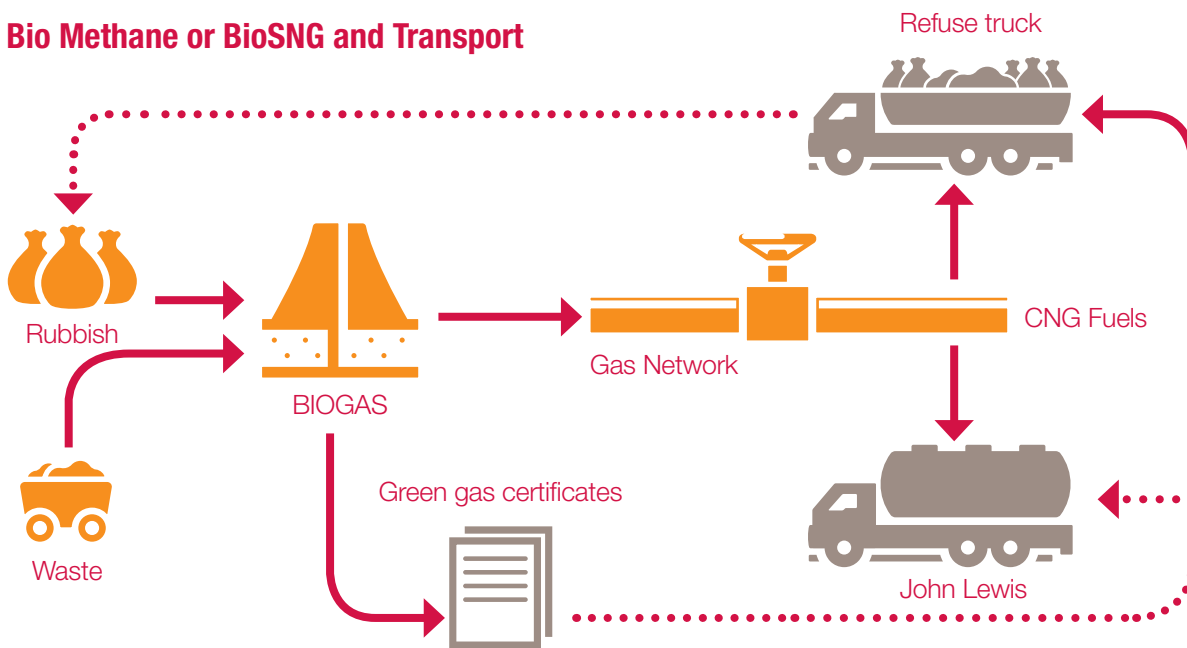 Bio Methane or BioSNG and Transport
Refuse truck
Rubbish
CNG Fuels
Gas Network
BIOGAS
Green gas certificates
Waste
John Lewis